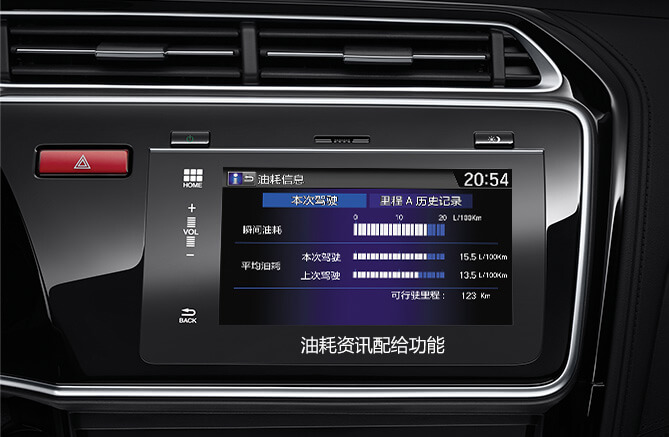 油耗信息 20:54
HOME
本次驾驶 里程 A 历史记录
0 10 20 L/100Km
瞬间油耗
+
VOL
−
平均油耗 本次驾驶 15.5 L/100Km
上次驾驶 13.5 L/100Km
可行驶里程： 123 Km
BACK
油耗资讯配给功能